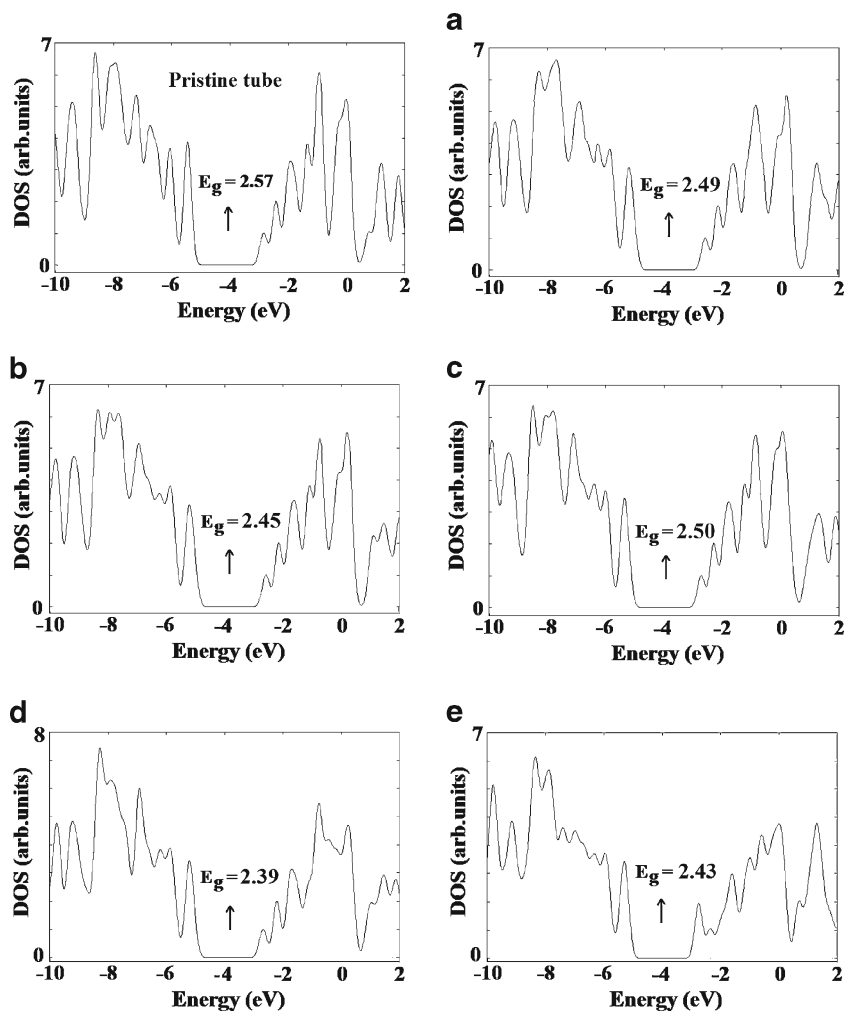 7
DOS (arb.units)
Pristine tube
Eg = 2.57
0
-10 -8 -6 -4 -2 0 2
Energy (eV)
a
7
DOS (arb.units)
Eg = 2.49
0
-10 -8 -6 -4 -2 0 2
Energy (eV)
b
7
DOS (arb.units)
Eg = 2.45
0
-10 -8 -6 -4 -2 0 2
Energy (eV)
c
7
DOS (arb.units)
Eg = 2.50
0
-10 -8 -6 -4 -2 0 2
Energy (eV)
d
8
DOS (arb.units)
Eg = 2.39
0
-10 -8 -6 -4 -2 0 2
Energy (eV)
e
7
DOS (arb.units)
Eg = 2.43
0
-10 -8 -6 -4 -2 0 2
Energy (eV)